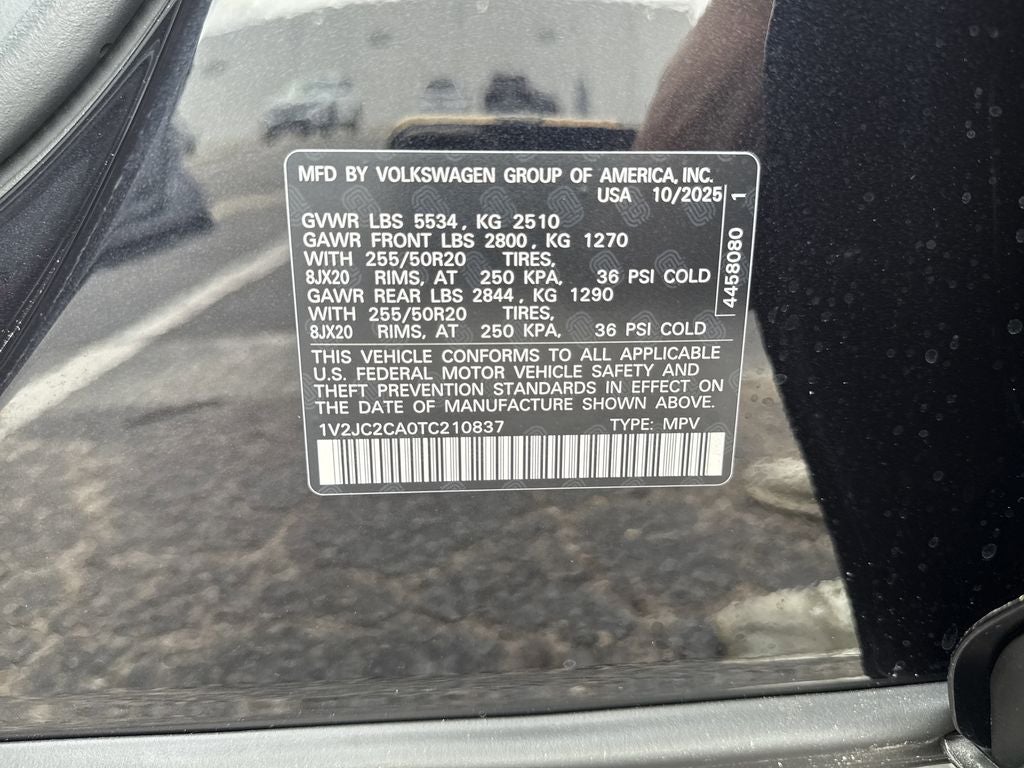 MFD BY VOLKSWAGEN GROUP OF AMERICA, INC.
USA 10/2025
GVWR LBS 5534, KG 2510
GAWR FRONT LBS 2800, KG 1270
WITH 255/50R20 TIRES,
8JX20 RIMS, AT 250 KPA, 36 PSI COLD
GAWR REAR LBS 2844, KG 1290
WITH 255/50R20 TIRES,
8JX20 RIMS, AT 250 KPA, 36 PSI COLD
4458080 1
THIS VEHICLE CONFORMS TO ALL APPLICABLE
U.S. FEDERAL MOTOR VEHICLE SAFETY AND
THEFT PREVENTION STANDARDS IN EFFECT ON
THE DATE OF MANUFACTURE SHOWN ABOVE.
1V2JC2CA0TC210837 TYPE: MPV